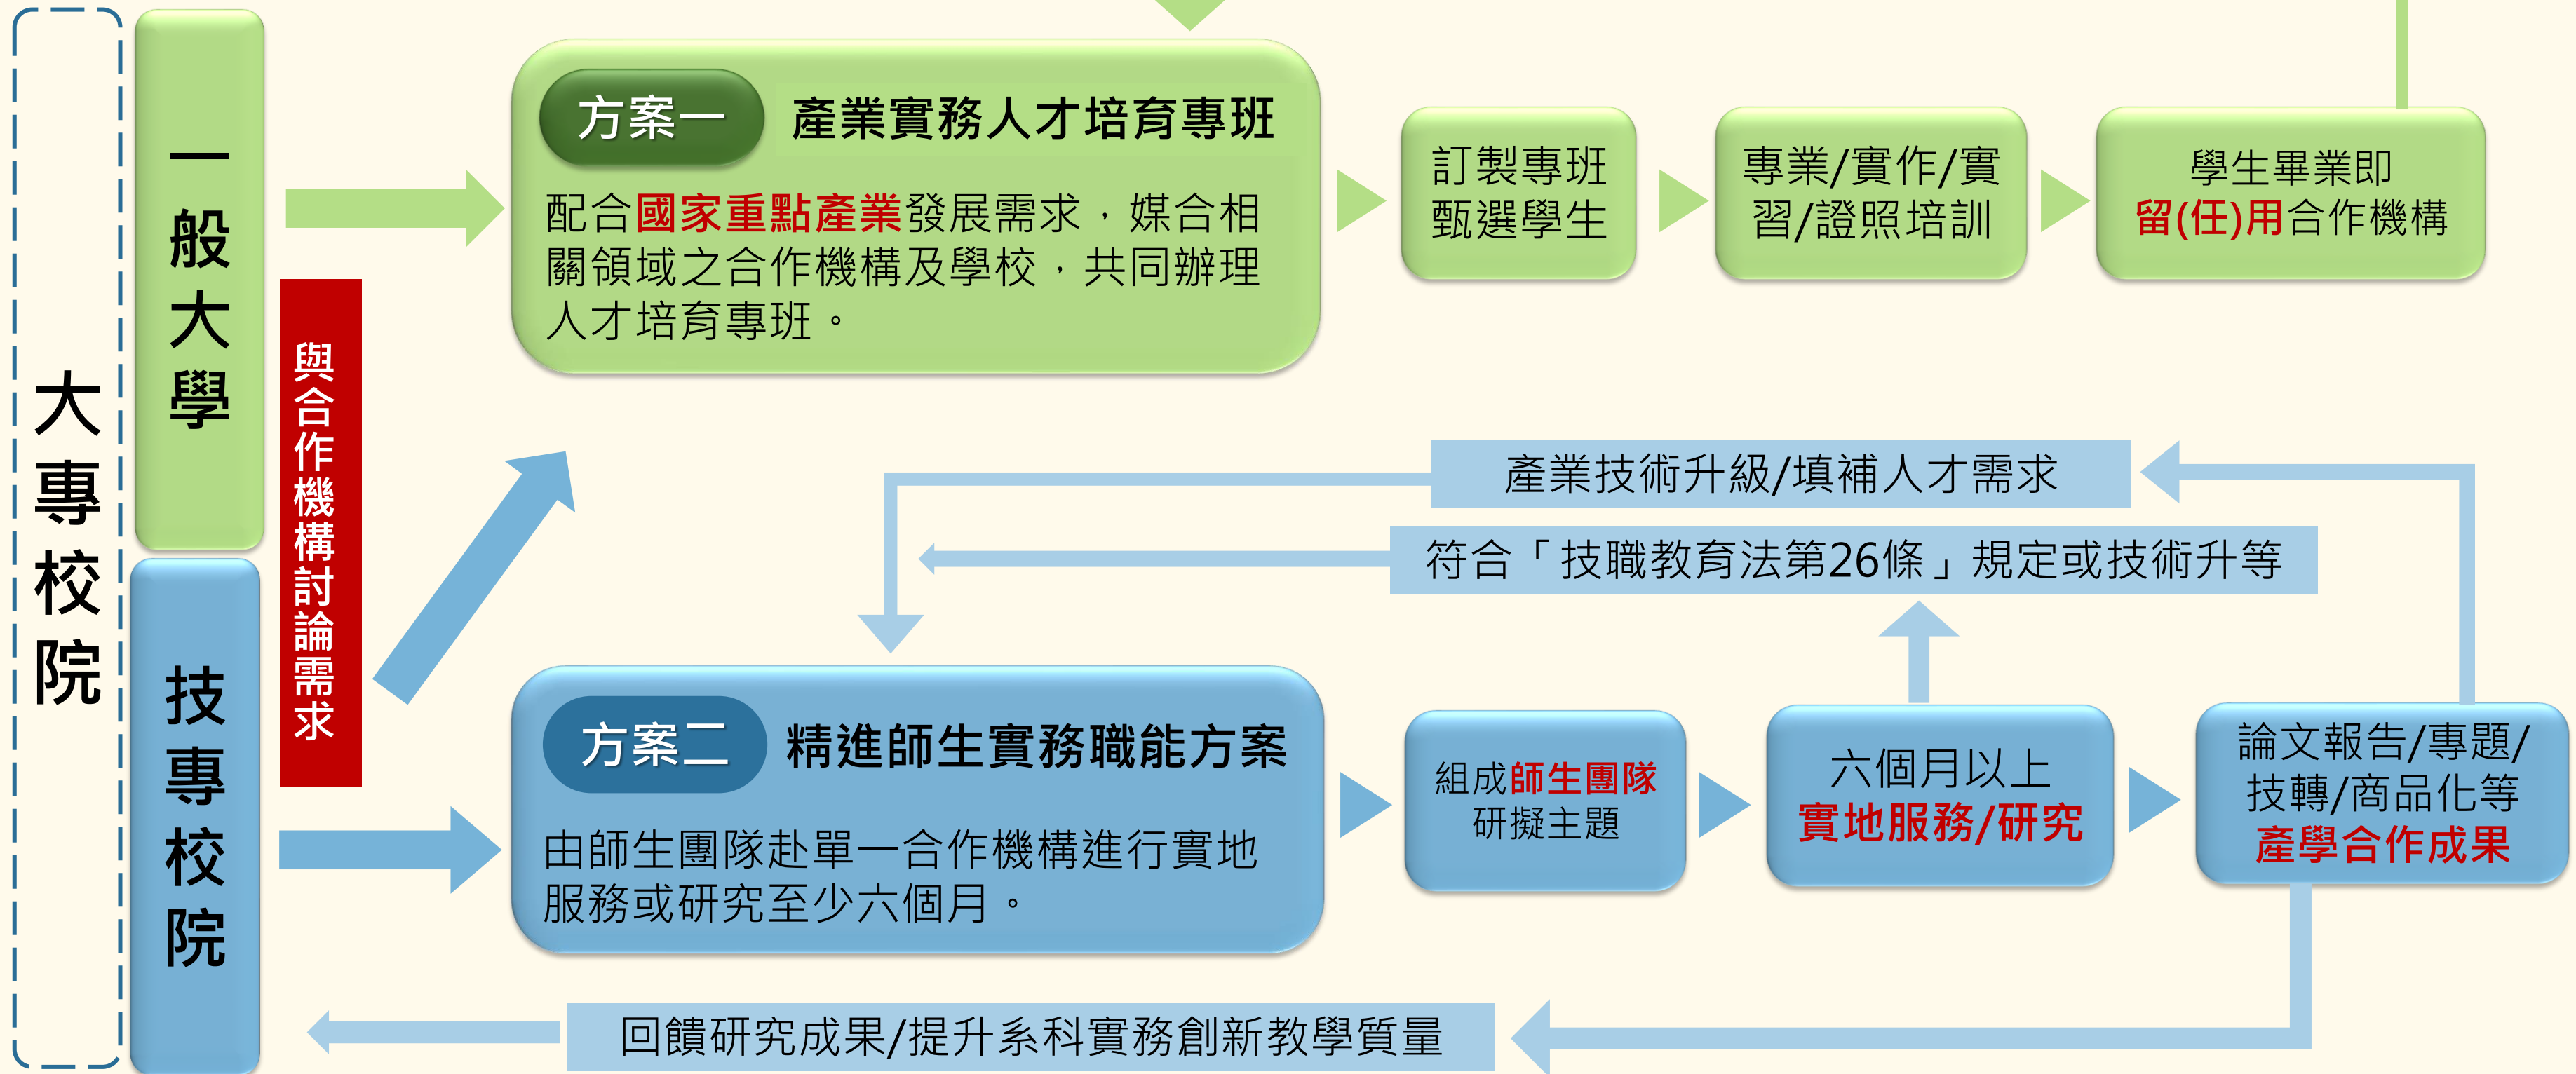 大專校院
一般大學
技專校院
與合作機構討論需求
方案一
產業實務人才培育專班
配合國家重點產業發展需求，媒合相
關領域之合作機構及學校，共同辦理
人才培育專班。
訂製專班
甄選學生
專業/實作/實
習/證照培訓
學生畢業即
留(任)用合作機構
產業技術升級/填補人才需求
符合「技職教育法第26條」規定或技術升等
方案二
精進師生實務職能方案
由師生團隊赴單一合作機構進行實地
服務或研究至少六個月。
組成師生團隊
研擬主題
六個月以上
實地服務/研究
論文報告/專題/
技轉/商品化等
產學合作成果
回饋研究成果/提升系科實務創新教學質量